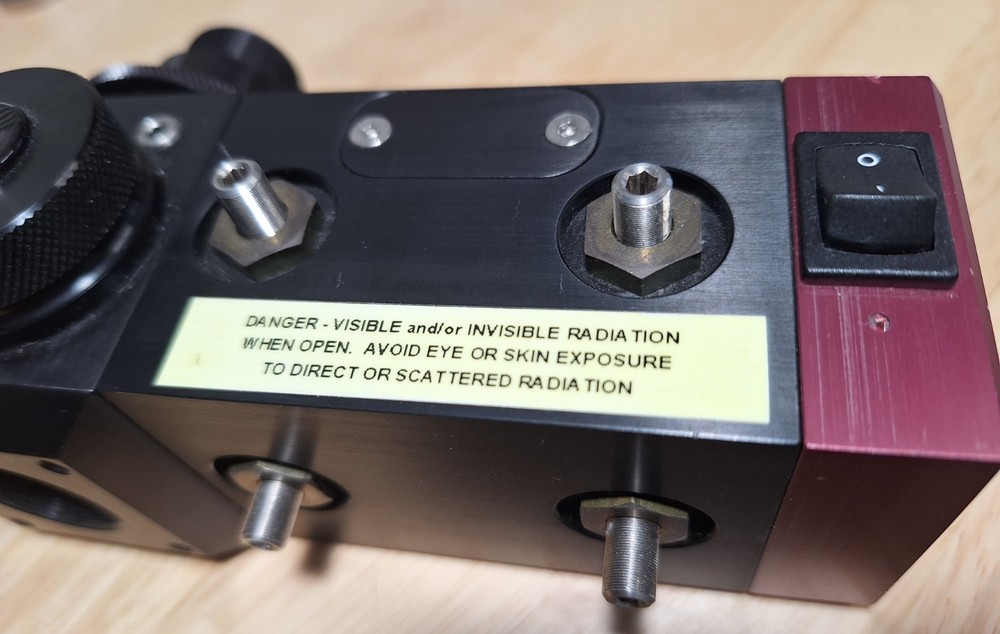 DANGER - VISIBLE and/or INVISIBLE RADIATION
WHEN OPEN. AVOID EYE OR SKIN EXPOSURE
TO DIRECT OR SCATTERED RADIATION